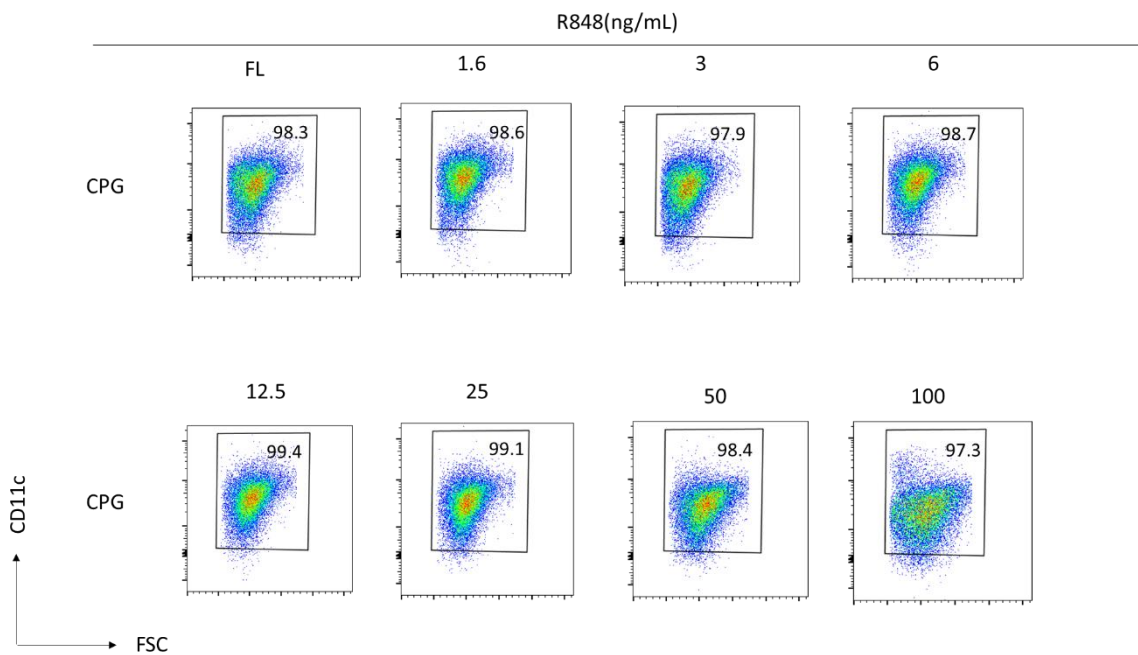 R848(ng/mL)
FL 1.6 3 6
98.3 98.6 97.9 98.7
CPG
12.5 25 50 100
99.4 99.1 98.4 97.3
CPG
CD11c
FSC